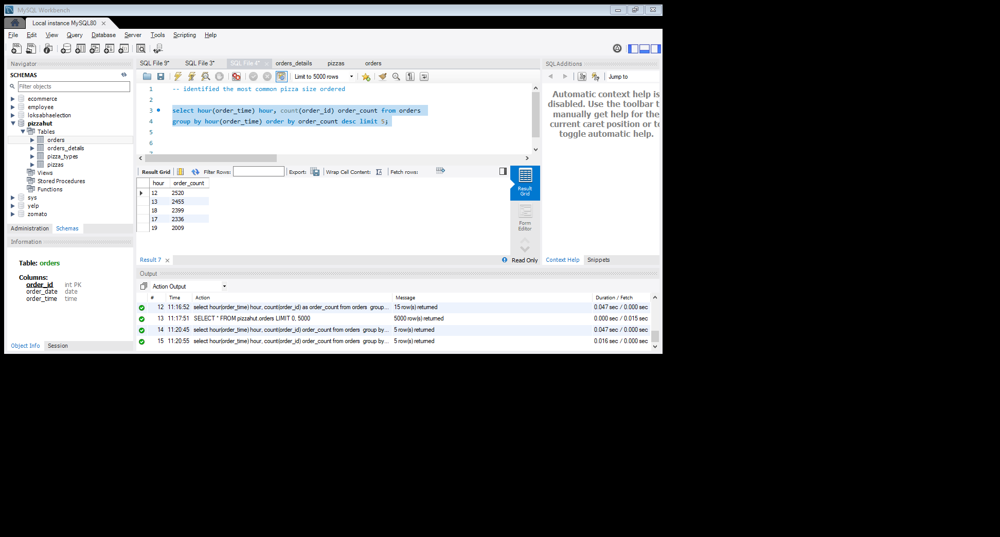 MySQL Workbench
Local instance MySQL80
File Edit View Query Database Server Tools Scripting Help
Navigator
SCHEMAS
Filter objects
ecommerce
employee
loksabhaelection
pizzahut
Tables
orders
orders_details
pizza_types
pizzas
Views
Stored Procedures
Functions
sys
yelp
zomato
Administration Schemas
Information
Table: orders
Columns:
order_id int PK
order_date date
order_time time
Object Info Session
SQL File 9* SQL File 3* SQL File 4* orders_details pizzas orders
Limit to 5000 rows
1 -- identified the most common pizza size ordered
2
3 select hour(order_time) hour, count(order_id) order_count from orders
4 group by hour(order_time) order by order_count desc limit 5;
5
6
7
Result Grid Filter Rows: Export: Wrap Cell Content: Fetch rows:
hour order_count
12 2520
13 2455
18 2399
17 2336
19 2009
Result
Grid
Form
Editor
Result 7 Read Only
SQLAdditions
Jump to
Automatic context help is
disabled. Use the toolbar t
manually get help for the
current caret position or to
toggle automatic help.
Context Help Snippets
Output
Action Output
# Time Action Message Duration / Fetch
12 11:16:52 select hour(order_time) hour, count(order_id) as order_count from orders group... 15 row(s) returned 0.047 sec / 0.000 sec
13 11:17:51 SELECT * FROM pizzahut.orders LIMIT 0, 5000 5000 row(s) returned 0.000 sec / 0.015 sec
14 11:20:45 select hour(order_time) hour, count(order_id) order_count from orders group by... 5 row(s) returned 0.047 sec / 0.000 sec
15 11:20:55 select hour(order_time) hour, count(order_id) order_count from orders group by... 5 row(s) returned 0.016 sec / 0.000 sec